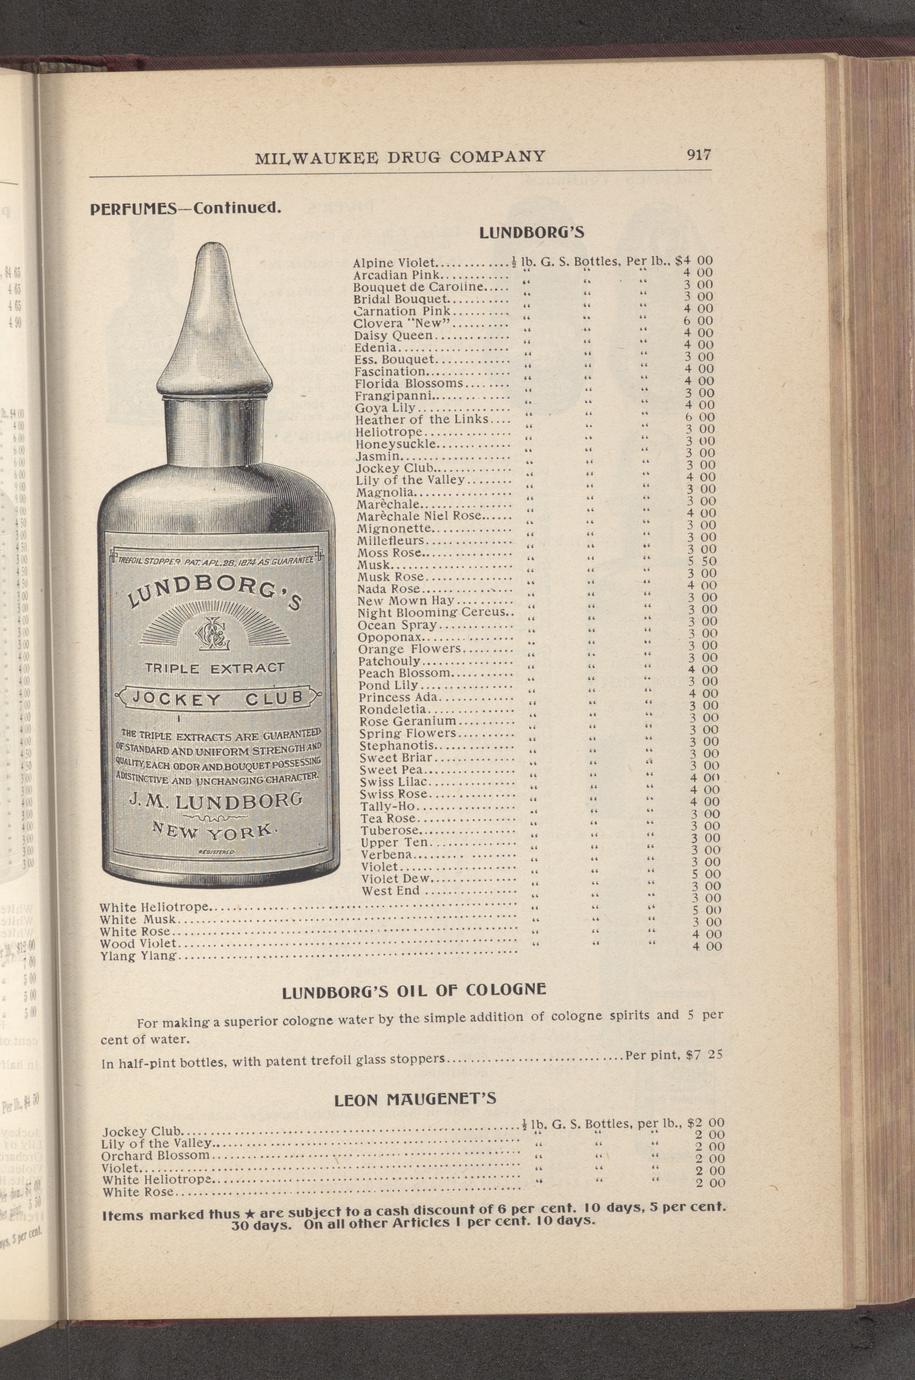 MILWAUKEE DRUG COMPANY 917
PERFUMES—Continued.
LUNDBORG'S
Alpine Violet.............½ lb. G. S. Bottles, Per lb., $4 00
Arcadian Pink............ “ “ “ 4 00
Bouquet de Caroline..... “ “ “ 3 00
Bridal Bouquet........... “ “ “ 3 00
Carnation Pink.......... “ “ “ 4 00
Clovera "New".......... “ “ “ 6 00
Daisy Queen............. “ “ “ 4 00
Edenia................... “ “ “ 4 00
Ess. Bouquet............. “ “ “ 3 00
Fascination.............. “ “ “ 4 00
Florida Blossoms........ “ “ “ 4 00
Frangipanni.............. “ “ “ 3 00
Goya Lily................ “ “ “ 4 00
Heather of the Links.... “ “ “ 6 00
Heliotrope............... “ “ “ 3 00
Honeysuckle............. “ “ “ 3 00
Jasmin................... “ “ “ 3 00
Jockey Club.............. “ “ “ 3 00
Lily of the Valley........ “ “ “ 4 00
Magnolia................. “ “ “ 3 00
Marèchale................ “ “ “ 3 00
Marèchale Niel Rose...... “ “ “ 4 00
Mignonette............... “ “ “ 3 00
Millefleurs............... “ “ “ 3 00
Moss Rose................ “ “ “ 3 00
Musk..................... “ “ “ 5 50
Musk Rose............... “ “ “ 3 00
Nada Rose............... “ “ “ 4 00
New Mown Hay.......... “ “ “ 3 00
Night Blooming Cereus.. “ “ “ 3 00
Ocean Spray............. “ “ “ 3 00
Opoponax................ “ “ “ 3 00
Orange Flowers......... “ “ “ 3 00
Patchouly................ “ “ “ 3 00
Peach Blossom........... “ “ “ 4 00
Pond Lily................ “ “ “ 3 00
Princess Ada............. “ “ “ 4 00
Rondeletia............... “ “ “ 3 00
Rose Geranium.......... “ “ “ 3 00
Spring Flowers.......... “ “ “ 3 00
Stephanotis.............. “ “ “ 3 00
Sweet Briar.............. “ “ “ 3 00
Sweet Pea................ “ “ “ 3 00
Swiss Lilac............... “ “ “ 4 00
Swiss Rose............... “ “ “ 4 00
Tally-Ho................. “ “ “ 4 00
Tea Rose................. “ “ “ 3 00
Tuberose................. “ “ “ 3 00
Upper Ten............... “ “ “ 3 00
Verbena.................. “ “ “ 3 00
Violet.................... “ “ “ 3 00
Violet Dew............... “ “ “ 5 00
West End ............... “ “ “ 3 00
White Heliotrope........ “ “ “ 3 00
White Musk............. “ “ “ 5 00
White Rose.............. “ “ “ 3 00
Wood Violet............. “ “ “ 4 00
Ylang Ylang............. “ “ “ 4 00
TREFOIL STOPPER PAT. APL. 28, 1874 AS GUARANTEE
LUNDBORG'S
TRIPLE EXTRACT
JOCKEY CLUB
THE TRIPLE EXTRACTS ARE GUARANTEED
OF STANDARD AND UNIFORM STRENGTH AND
QUALITY, EACH ODOR AND BOUQUET POSSESSING
A DISTINCTIVE AND UNCHANGING CHARACTER.
J. M. LUNDBORG
NEW YORK.
REGISTERED
LUNDBORG'S OIL OF COLOGNE
For making a superior cologne water by the simple addition of cologne spirits and 5 per
cent of water.
In half-pint bottles, with patent trefoil glass stoppers............................Per pint, $7 25
LEON MAUGENET'S
Jockey Club..................................................½ lb. G. S. Bottles, per lb., $2 00
Lily of the Valley............................................. “ “ “ 2 00
Orchard Blossom............................................. “ “ “ 2 00
Violet......................................................... “ “ “ 2 00
White Heliotrope............................................. “ “ “ 2 00
White Rose................................................... “ “ “ 2 00
Items marked thus ★ are subject to a cash discount of 6 per cent. 10 days, 5 per cent.
30 days. On all other Articles 1 per cent. 10 days.